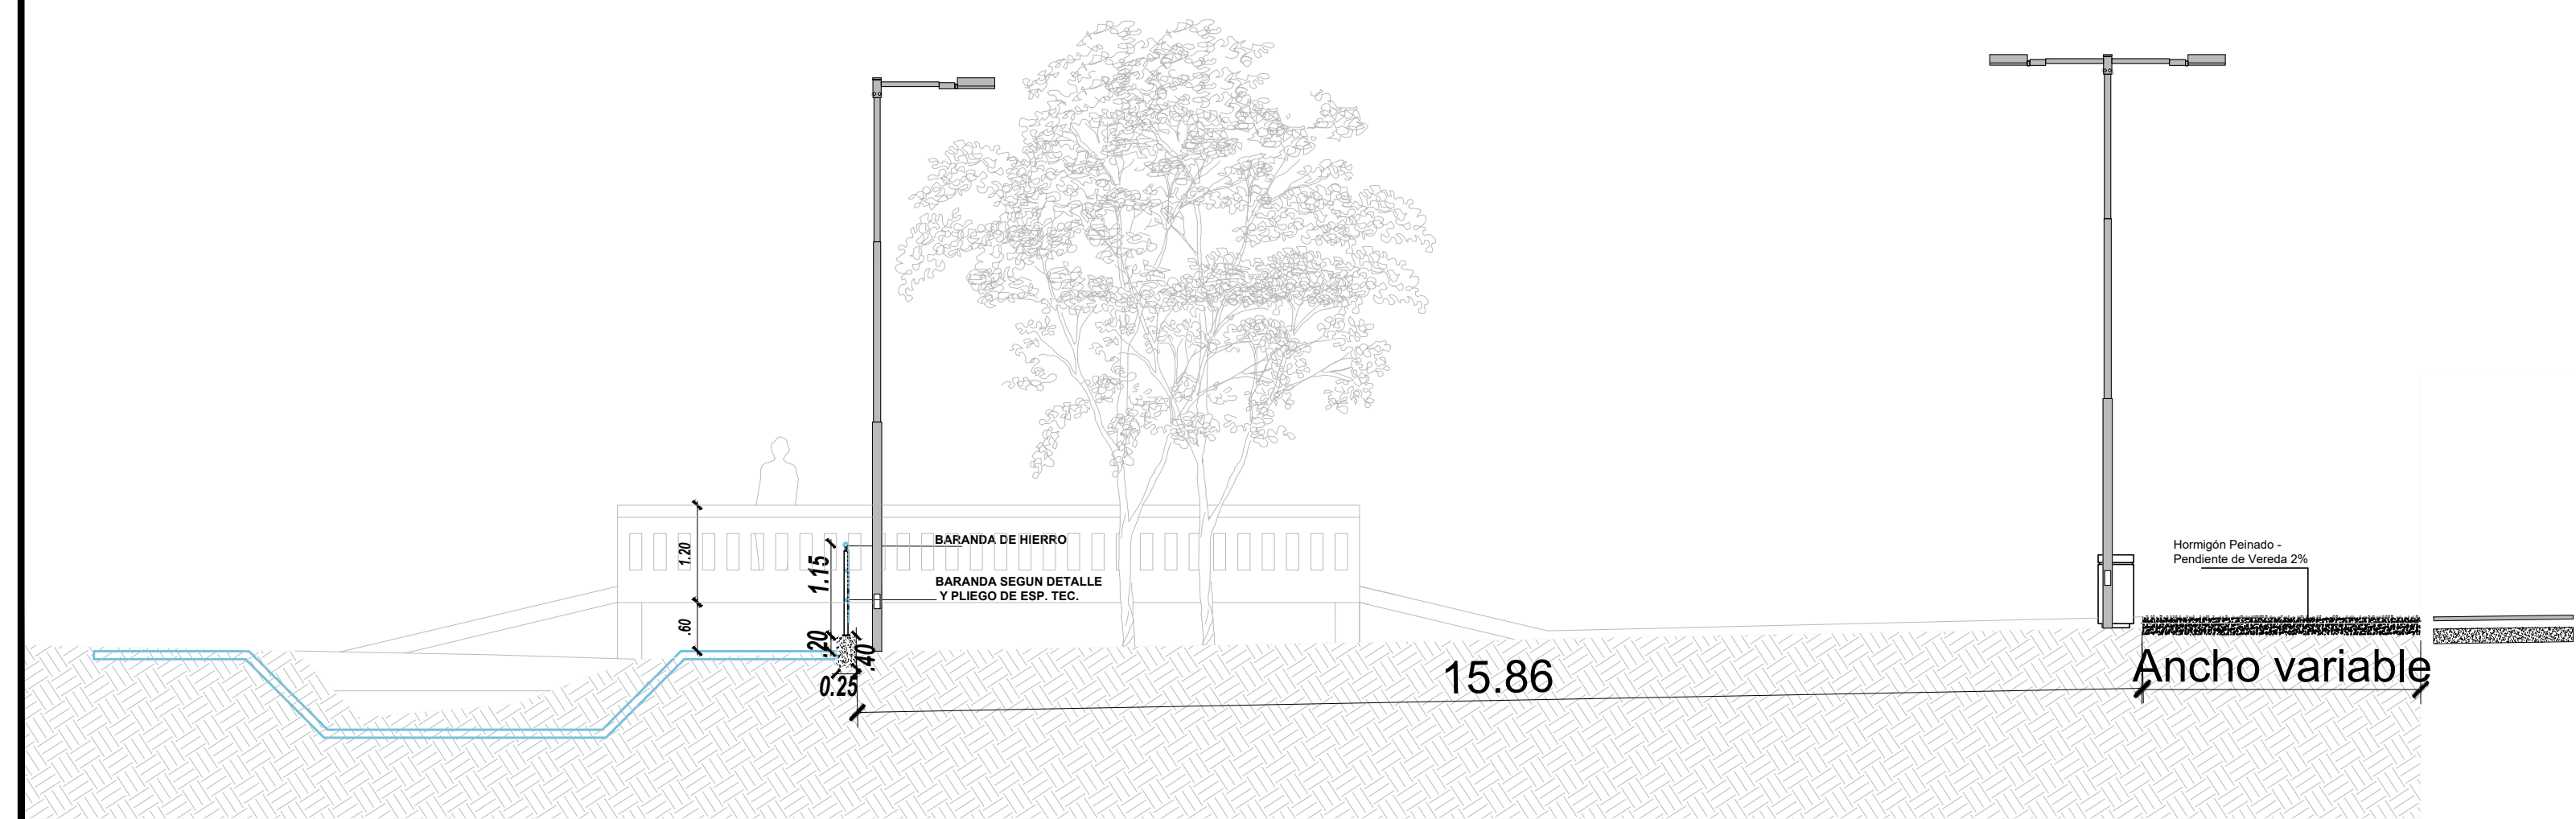 BARANDA DE HIERRO
Hormigón Peinado -
Pendiente de Vereda 2%
1.20
1.15
BARANDA SEGUN DETALLE
Y PLIEGO DE ESP. TEC.
.60
.20
.40
0.25
15.86
Ancho variable